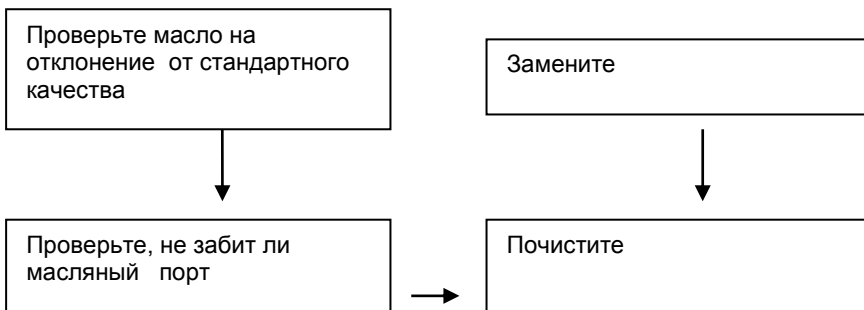 Проверьте масло на
отклонение от стандартного
качества
Замените
Проверьте, не забит ли
масляный порт
Почистите